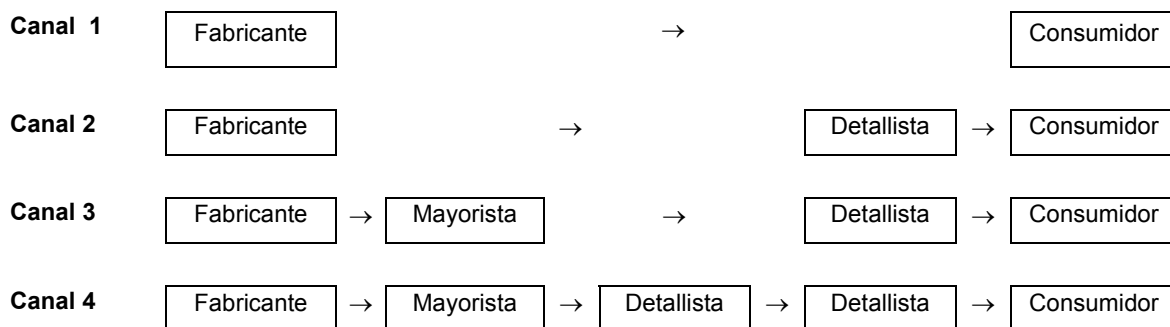 Canal 1 Fabricante → Consumidor
Canal 2 Fabricante → Detallista → Consumidor
Canal 3 Fabricante → Mayorista → Detallista → Consumidor
Canal 4 Fabricante → Mayorista → Detallista → Detallista → Consumidor